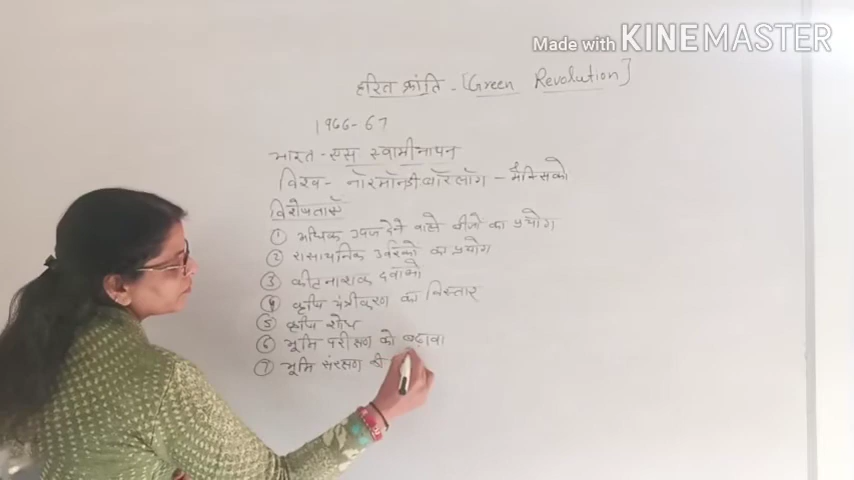 Made with KINEMASTER
हरित क्रांति - [Green Revolution]
1966-67
भारत - एस स्वामीनाथन
विश्व - नॉरमॉन ई बॉरलॉग - मैक्सिको
विशेषताएँ
① अधिक उपज देने वाले बीजों का प्रयोग
② रासायनिक उर्वरकों का प्रयोग
③ कीटनाशक दवाओं
④ कृषि यंत्रीकरण का विस्तार
⑤ कृषि शोध
⑥ भूमि परीक्षण को बढ़ावा
⑦ भूमि संरक्षण